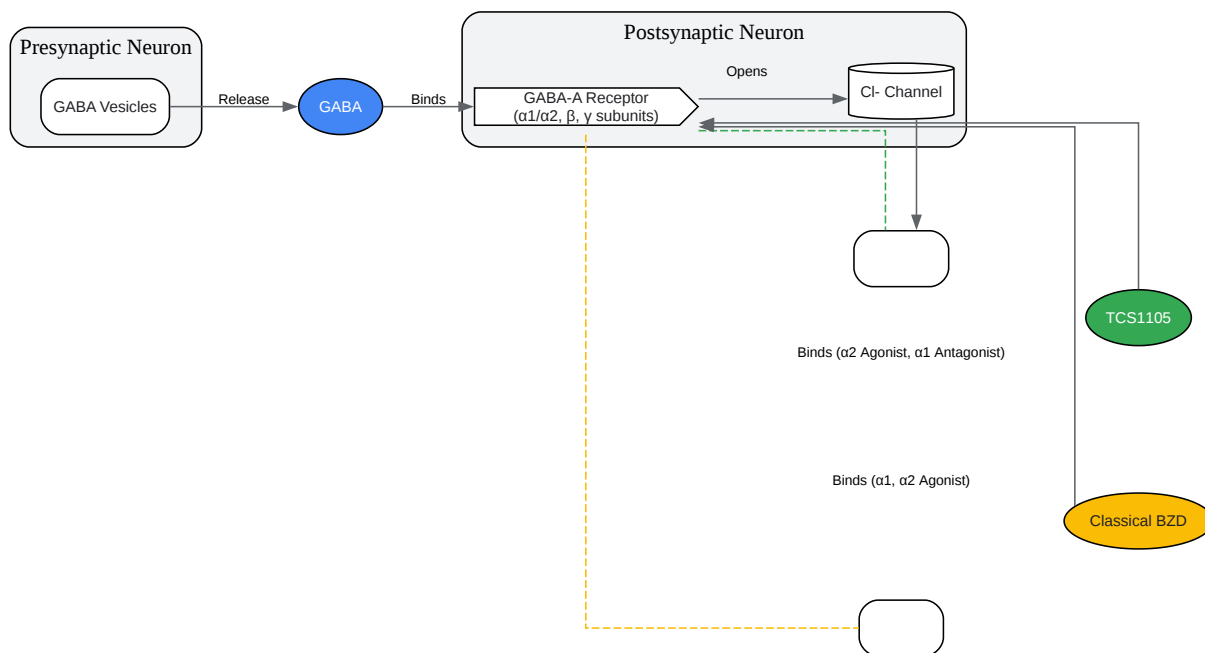 Presynaptic Neuron
GABA Vesicles
Release
GABA
Binds
Postsynaptic Neuron
GABA-A Receptor
(α1/α2, β, γ subunits)
Opens
Cl- Channel
TCS1105
Binds (α2 Agonist, α1 Antagonist)
Binds (α1, α2 Agonist)
Classical BZD